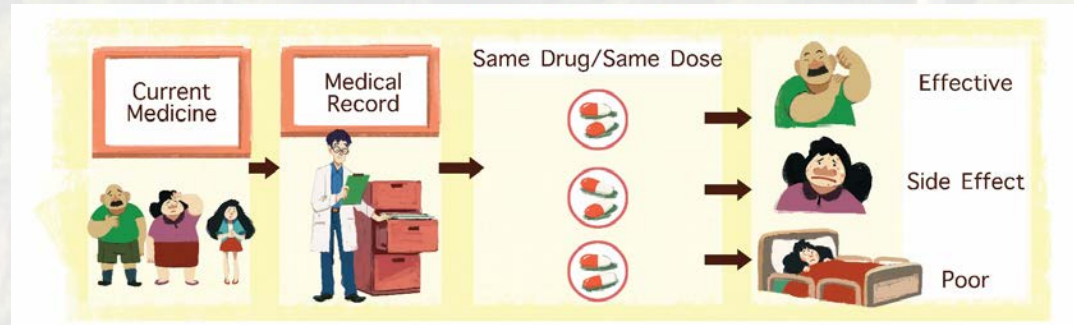 Current
Medicine
Medical
Record
Same Drug/Same Dose
Effective
Side Effect
Poor